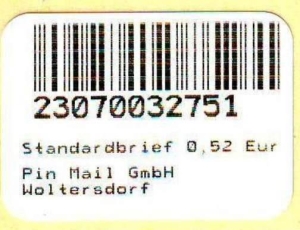 23070032751
Standardbrief 0,52 Eur
Pin Mail GmbH
Woltersdorf